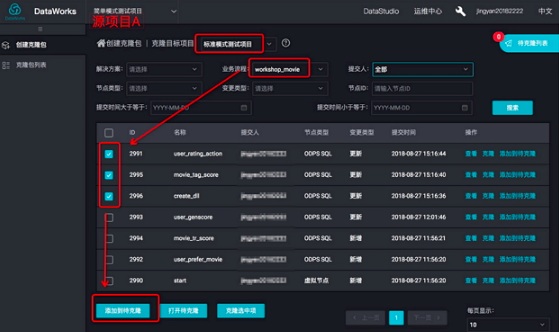 DataWorks 简单模式测试项目 DataStudio 运维中心 jingyan20162222 中文
源项目A
创建克隆包
克隆包列表
创建克隆包 | 克隆目标项目 标准模式测试项目
0 待克隆列表
解决方案: 请选择 业务流程: workshop_movie 提交人: 全部
节点类型: 请选择 变更类型: 请选择 节点ID: 请输入节点ID
提交时间大于等于: YYYY-MM-DD 提交时间小于等于: YYYY-MM-DD 搜索
ID 名称 提交人 节点类型 变更类型 提交时间 操作
2991 user_rating_action ODPS SQL 更新 2018-08-27 15:16:44 查看 克隆 添加到待克隆
2995 movie_tag_score ODPS SQL 更新 2018-08-27 15:16:40 查看 克隆 添加到待克隆
2996 create_dll ODPS SQL 更新 2018-08-27 15:16:36 查看 克隆 添加到待克隆
2993 user_genscore ODPS SQL 更新 2018-08-27 12:01:46 查看 克隆 添加到待克隆
2994 movie_tr_score ODPS SQL 新增 2018-08-27 11:56:21 查看 克隆 添加到待克隆
2992 user_prefer_movie ODPS SQL 新增 2018-08-27 11:56:20 查看 克隆 添加到待克隆
2990 start 虚拟节点 新增 2018-08-27 11:56:20 查看 克隆 添加到待克隆
添加到待克隆 打开待克隆 克隆选中项
上一页 1 下一页 每页显示:
10